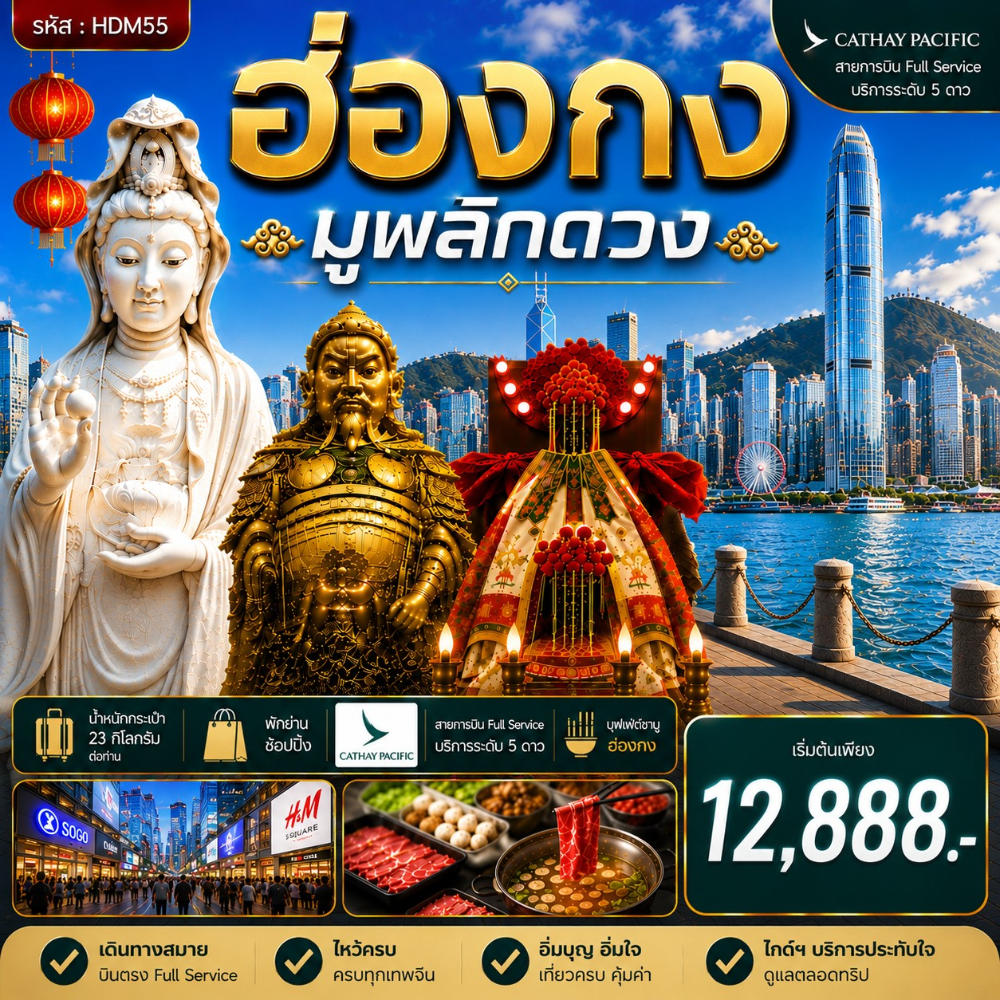 รหัส : HDM55
CATHAY PACIFIC
สายการบิน Full Service
บริการระดับ 5 ดาว
ฮ่องกง
มูพลิกดวง
น้ำหนักกระเป๋า
23 กิโลกรัม
ต่อท่าน
พักย่าน
ช้อปปิ้ง
CATHAY PACIFIC
สายการบิน Full Service
บริการระดับ 5 ดาว
บุฟเฟ่ต์ชาบู
ฮ่องกง
เริ่มต้นเพียง
12,888.-
SOGO
H&M
SQUARE
เดินทางสบาย
บินตรง Full Service
ไหว้ครบ
ครบทุกเทพจีน
อิ่มบุญ อิ่มใจ
เที่ยวครบ คุ้มค่า
ไกด์ฯ บริการประทับใจ
ดูแลตลอดทริป